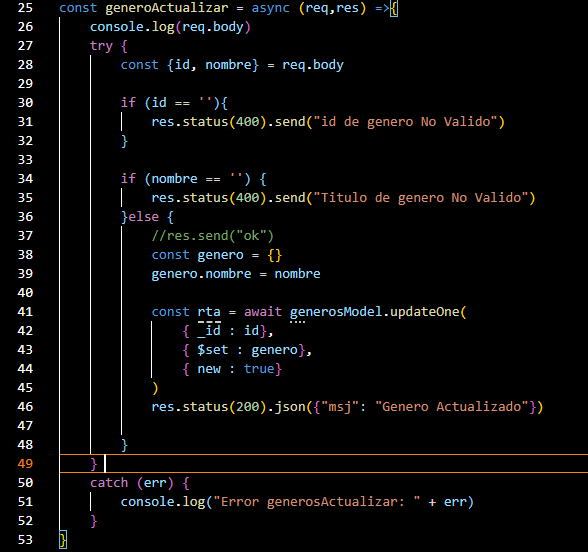 25 const generoActualizar = async (req,res) =>{
26 console.log(req.body)
27 try {
28 const {id, nombre} = req.body
29
30 if (id == ''){
31 res.status(400).send("id de genero No Valido")
32 }
33
34 if (nombre == '') {
35 res.status(400).send("Titulo de genero No Valido")
36 }else {
37 //res.send("ok")
38 const genero = {}
39 genero.nombre = nombre
40
41 const rta = await generosModel.updateOne(
42 { _id : id},
43 { $set : genero},
44 { new : true}
45 )
46 res.status(200).json({"msj": "Genero Actualizado"})
47
48 }
49 }
50 catch (err) {
51 console.log("Error generosActualizar: " + err)
52 }
53 }